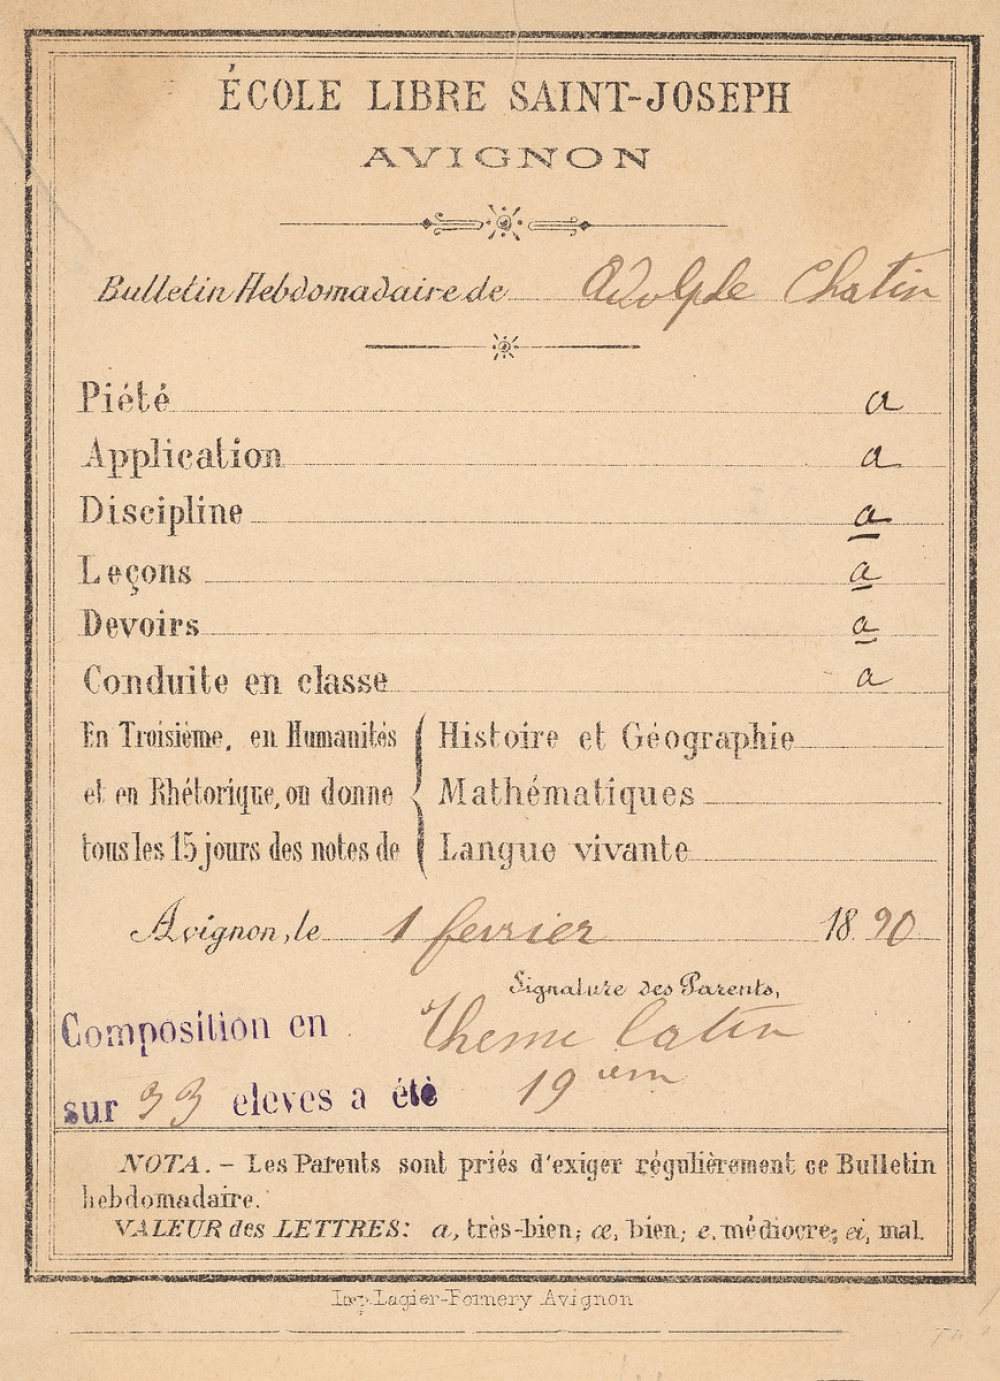 ÉCOLE LIBRE SAINT-JOSEPH
AVIGNON
Bulletin Hebdomadaire de Adolphe Chatin
Piété a
Application a
Discipline a
Leçons a
Devoirs a
Conduite en classe a
En Troisième, en Humanités
et en Rhétorique, on donne
tous les 15 jours des notes de
Histoire et Géographie
Mathématiques
Langue vivante
Avignon, le 1 fevrier 1890
Signature des Parents,
Composition en Theme latin
sur 33 eleves a été 19 iem
NOTA. - Les Parents sont priés d'exiger régulièrement ce Bulletin
hebdomadaire.
VALEUR des LETTRES: a, très-bien; æ, bien; e, médiocre; ei, mal.
Imp. Lagier-Fornery Avignon